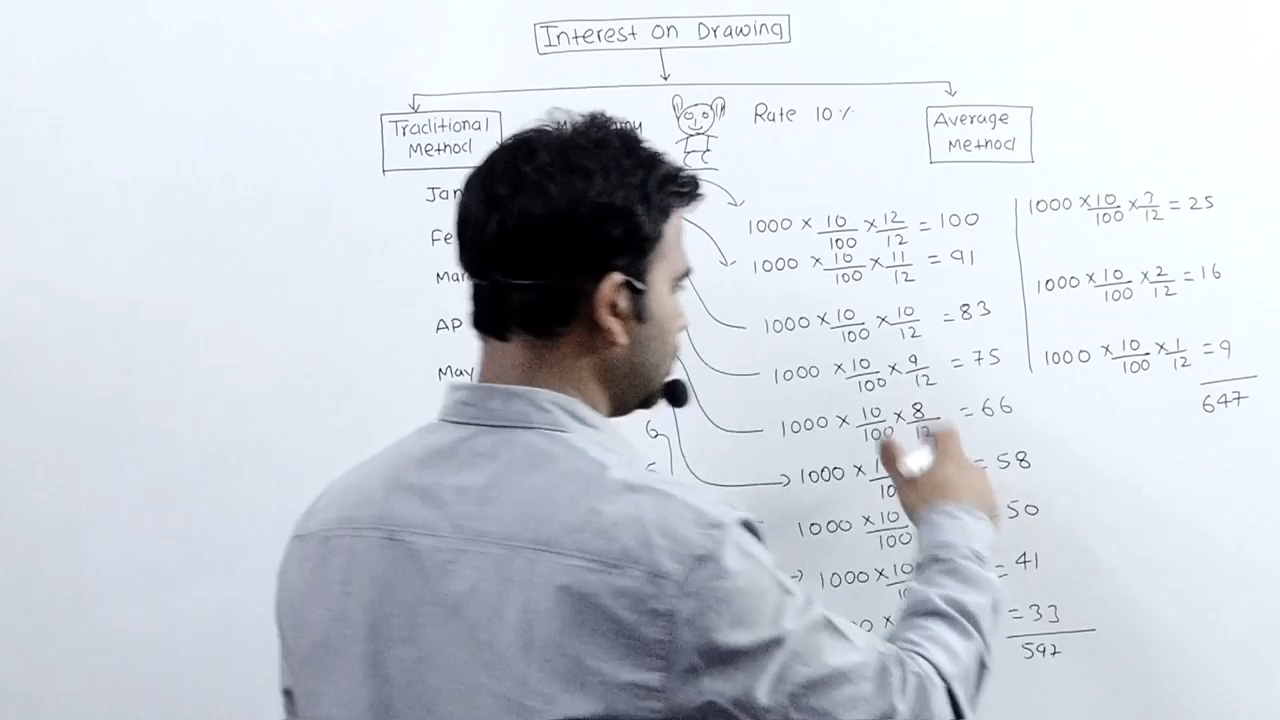 Interest on Drawing
Traditional
Method
Rate 10%
Average
Method
Jan
1000 × 10/100 × 12/12 = 100
1000 × 10/100 × 11/12 = 91
Mar
1000 × 10/100 × 10/12 = 83
AP
1000 × 10/100 × 9/12 = 75
May
1000 × 10/100 × 8/12 = 66
1000 × = 58
1000 × 10/100 = 50
1000 × 10 = 41
= 33
597
1000 × 10/100 × 3/12 = 25
1000 × 10/100 × 2/12 = 16
1000 × 10/100 × 1/12 = 9
647